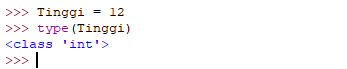 >>> Tinggi = 12
>>> type(Tinggi)
<class 'int'>
>>>